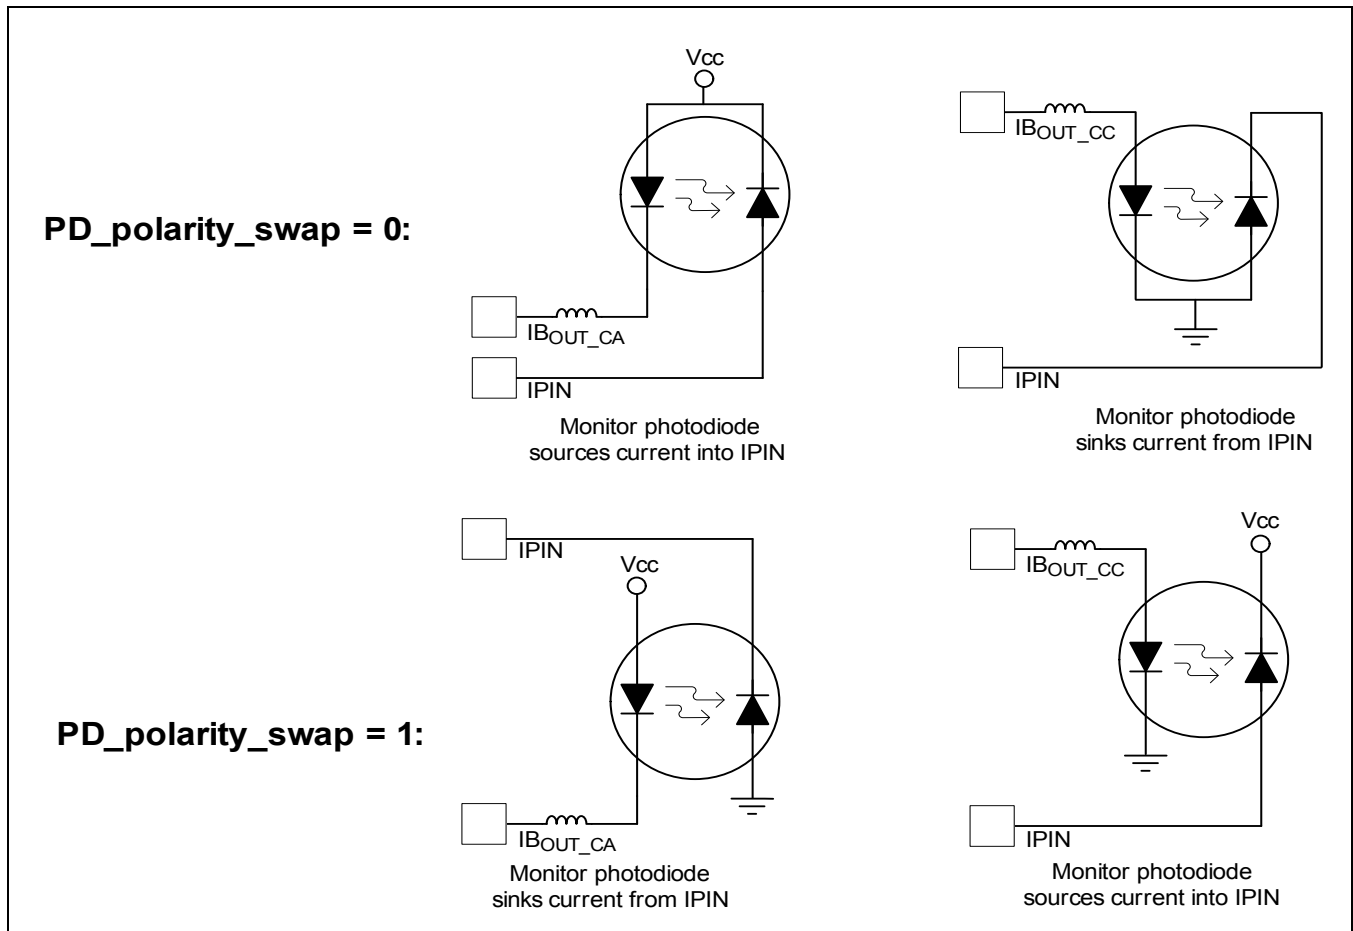 PD_polarity_swap = 0:
Vcc
IBOUT_CA
IPIN
Monitor photodiode
sources current into IPIN
IBOUT_CC
IPIN
Monitor photodiode
sinks current from IPIN
PD_polarity_swap = 1:
IPIN
Vcc
IBOUT_CA
Monitor photodiode
sinks current from IPIN
IBOUT_CC
Vcc
IPIN
Monitor photodiode
sources current into IPIN